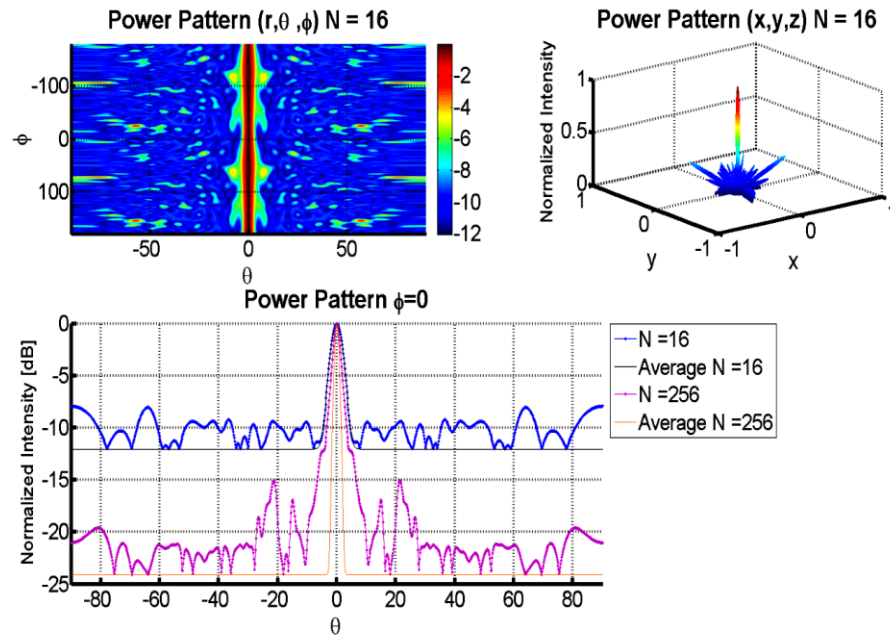 Power Pattern (r,θ ,ϕ) N = 16
-100
0
100
ϕ
-50
0
50
θ
-2
-4
-6
-8
-10
-12
Power Pattern (x,y,z) N = 16
Normalized Intensity
1
0.5
0
1
0
-1
y
-1
0
1
x
Power Pattern ϕ=0
Normalized Intensity [dB]
0
-5
-10
-15
-20
-25
-80
-60
-40
-20
0
20
40
60
80
θ
N =16
Average N =16
N =256
Average N =256